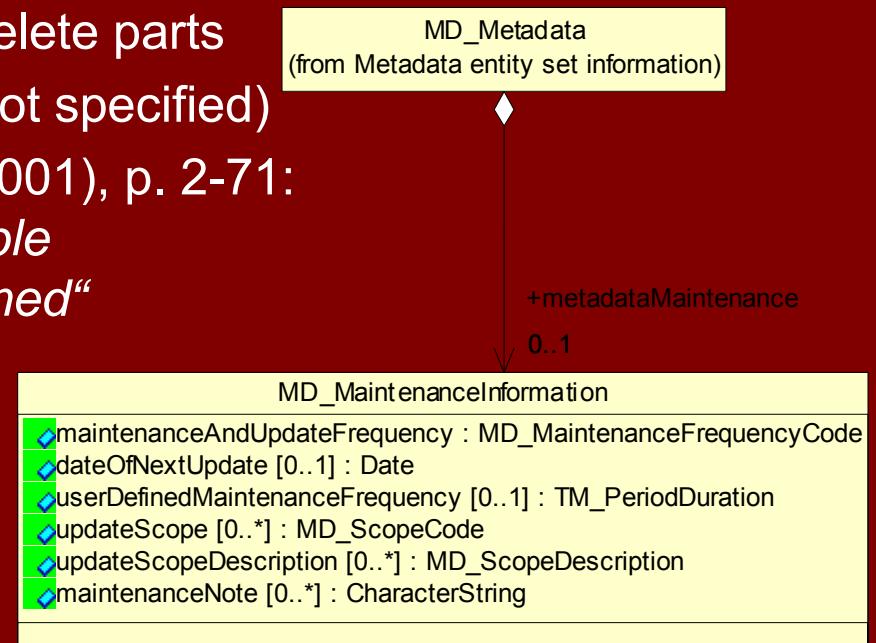 elete parts
ot specified)
001), p. 2-71:
ple
ned“
MD_Metadata
(from Metadata entity set information)
+metadataMaintenance
0..1
MD_MaintenanceInformation
maintenanceAndUpdateFrequency : MD_MaintenanceFrequencyCode
dateOfNextUpdate [0..1] : Date
userDefinedMaintenanceFrequency [0..1] : TM_PeriodDuration
updateScope [0..*] : MD_ScopeCode
updateScopeDescription [0..*] : MD_ScopeDescription
maintenanceNote [0..*] : CharacterString